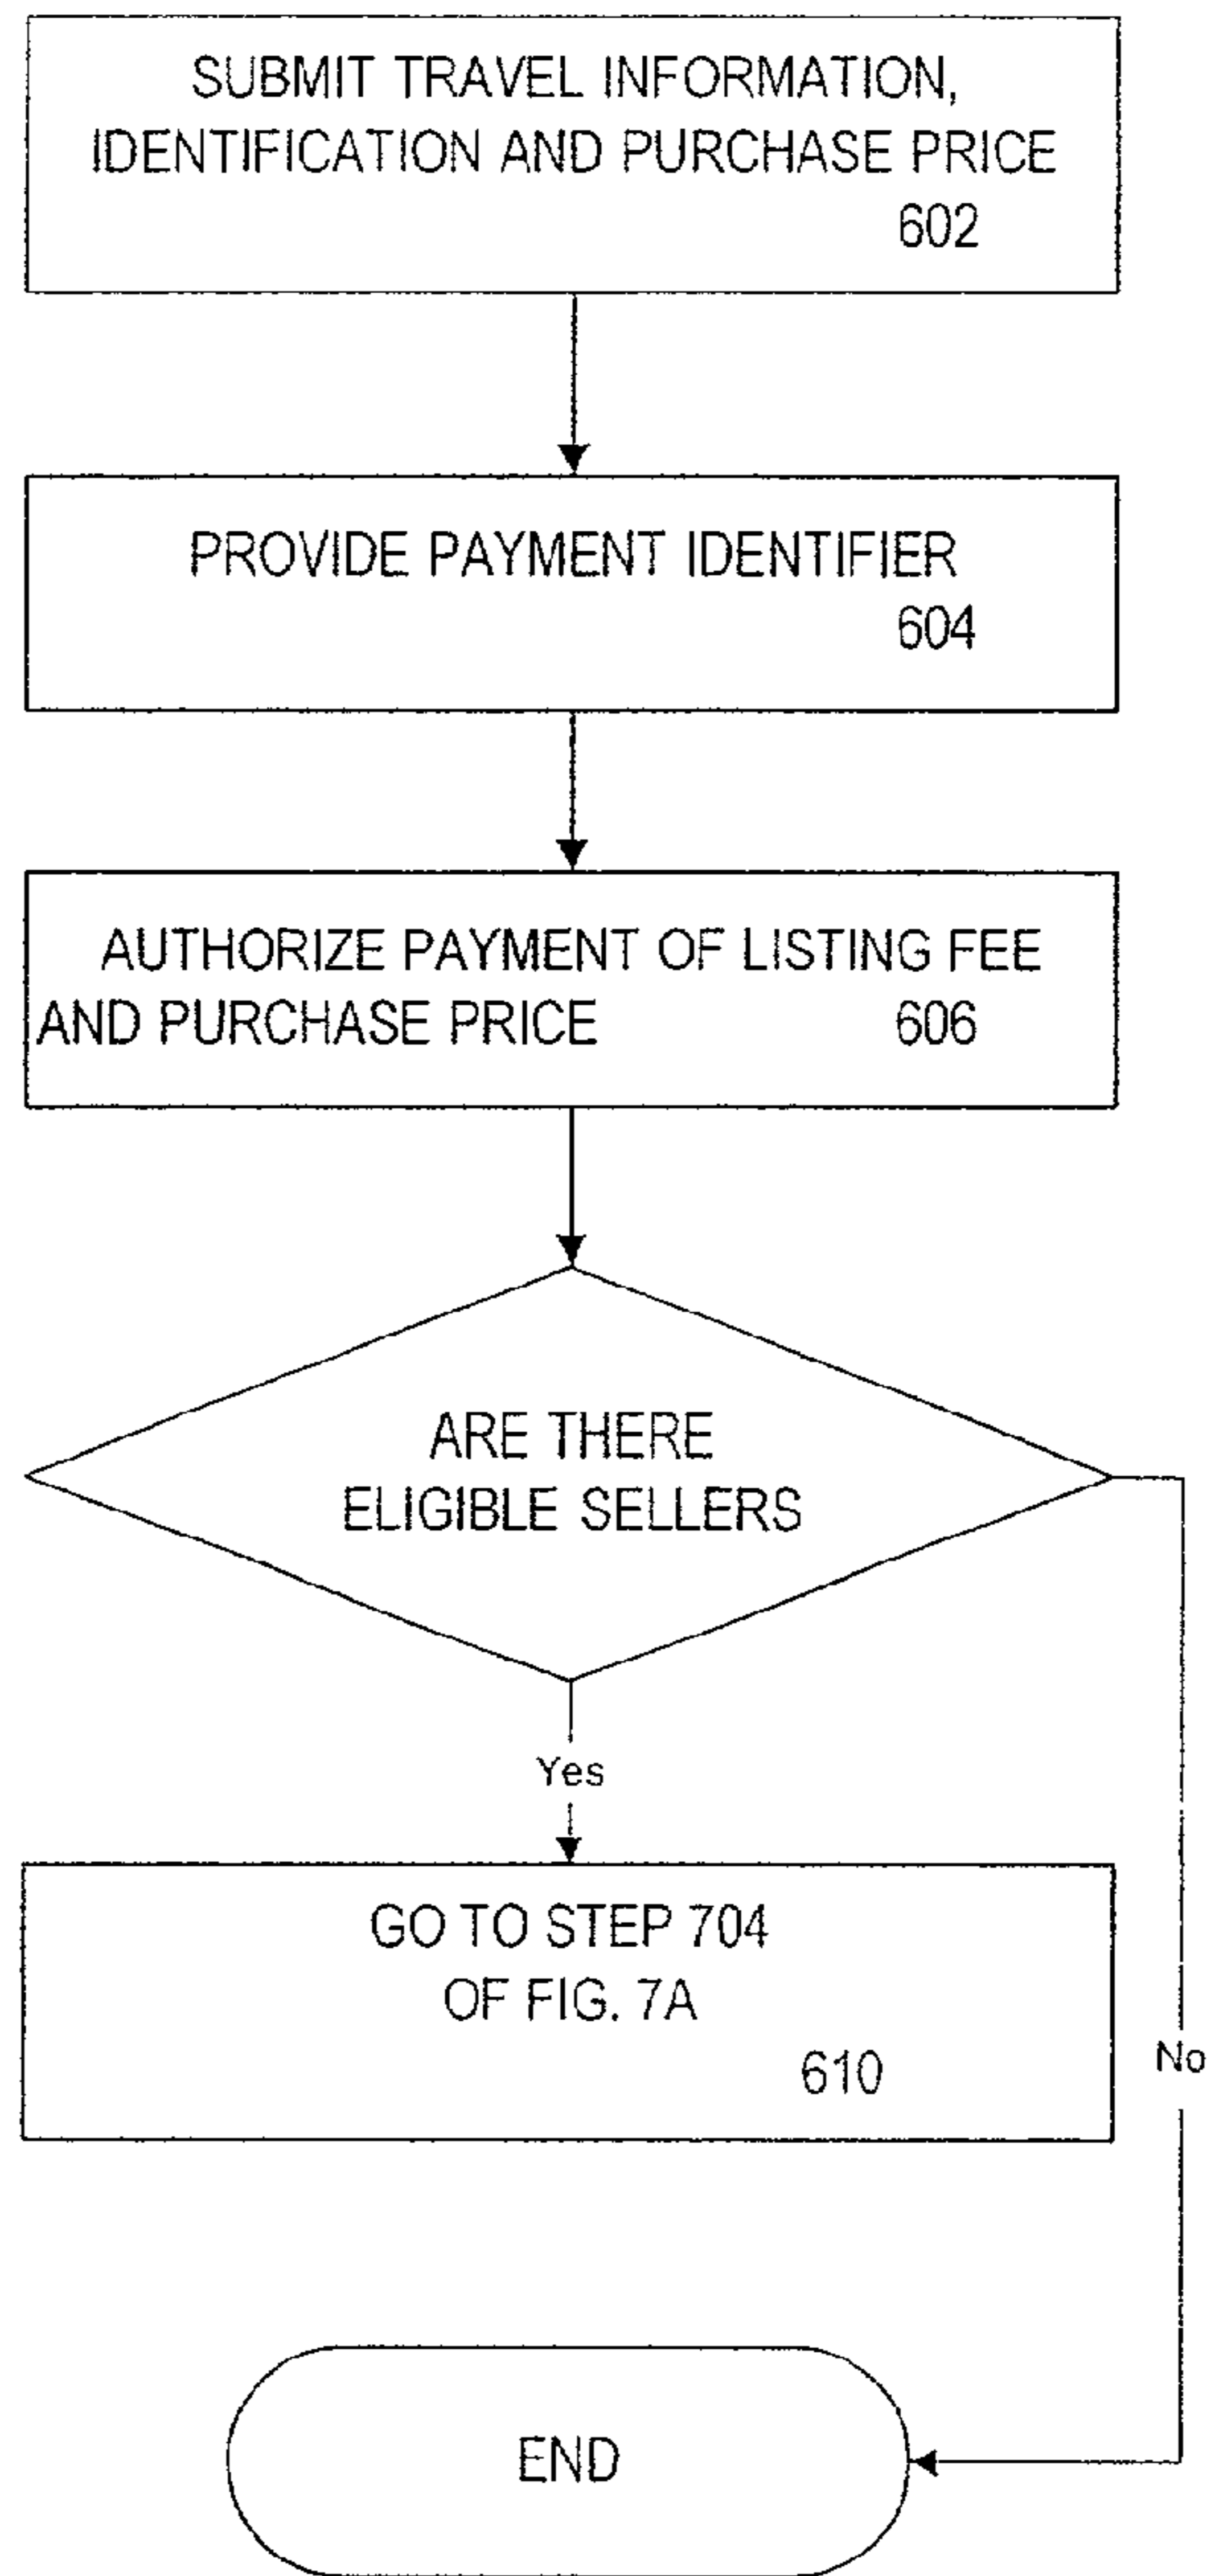 SUBMIT TRAVEL INFORMATION,
IDENTIFICATION AND PURCHASE PRICE
602
PROVIDE PAYMENT IDENTIFIER
604
AUTHORIZE PAYMENT OF LISTING FEE
AND PURCHASE PRICE 606
ARE THERE
ELIGIBLE SELLERS
Yes
GO TO STEP 704
OF FIG. 7A
610
No
END